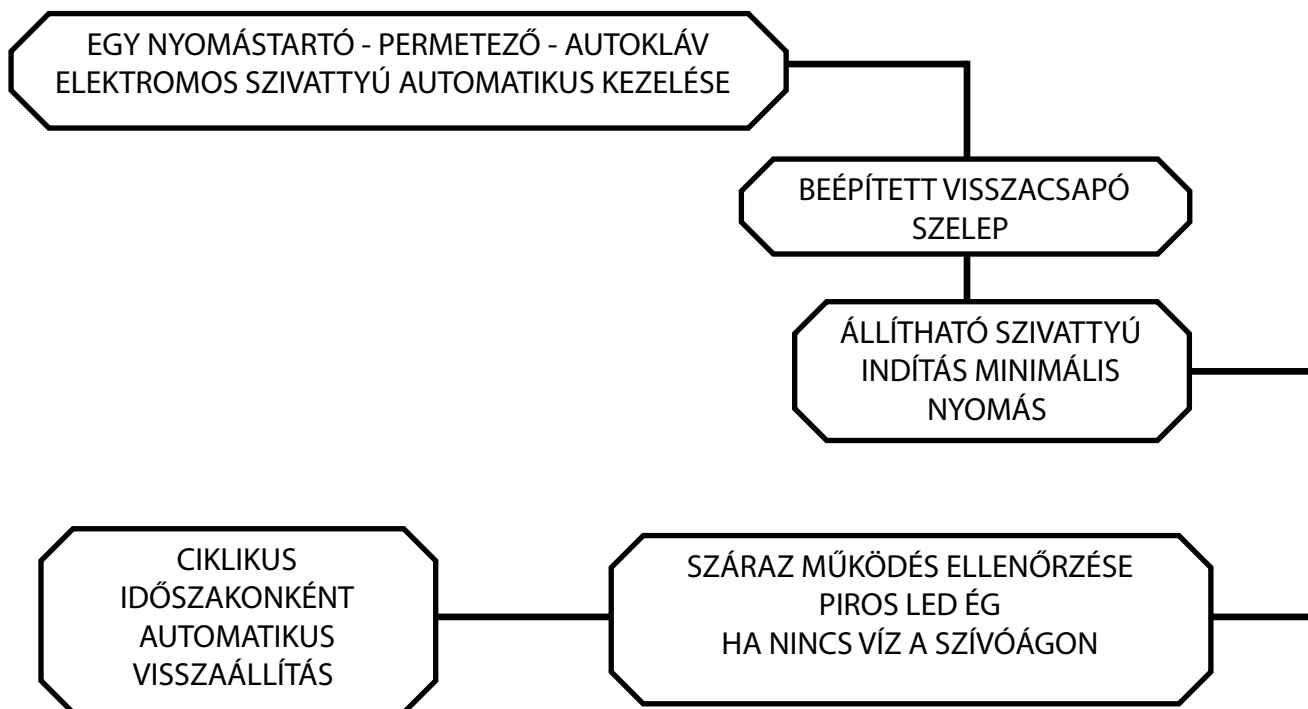 EGY NYOMÁSTARTÓ - PERMETEZŐ - AUTOKLÁV
ELEKTROMOS SZIVATTYÚ AUTOMATIKUS KEZELÉSE
BEÉPÍTETT VISSZACSAPÓ
SZELEP
ÁLLÍTHATÓ SZIVATTYÚ
INDÍTÁS MINIMÁLIS
NYOMÁS
CIKLIKUS
IDŐSZAKONKÉNT
AUTOMATIKUS
VISSZAÁLLÍTÁS
SZÁRAZ MŰKÖDÉS ELLENŐRZÉSE
PIROS LED ÉG
HA NINCS VÍZ A SZÍVÓÁGON